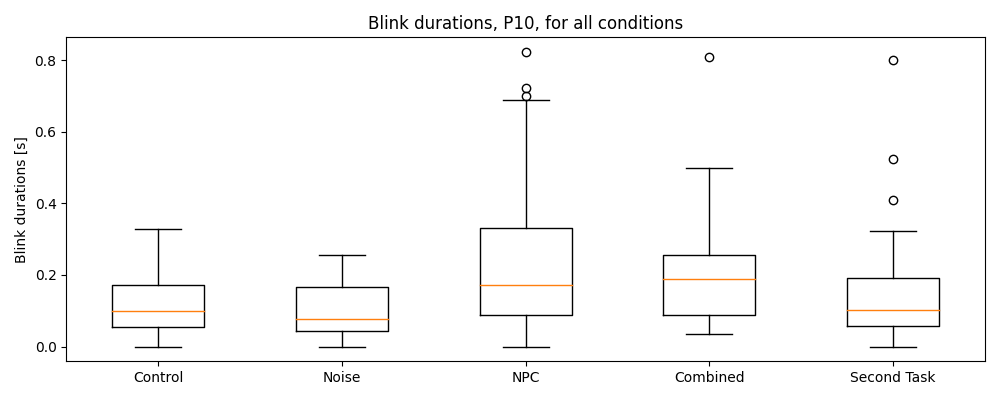 Blink durations, P10, for all conditions
Blink durations [s]
0.8
0.6
0.4
0.2
0.0
Control
Noise
NPC
Combined
Second Task